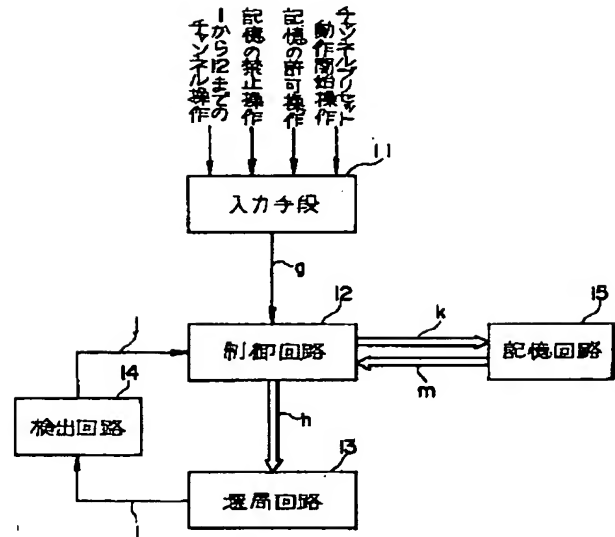 チャンネルプリセット
動作開始操作
記憶の許可操作
記憶の禁止操作
1から12までの
チャンネル操作
11
入力手段
g
12
制御回路
k
15
記憶回路
m
j
14
検出回路
h
13
選局回路
i